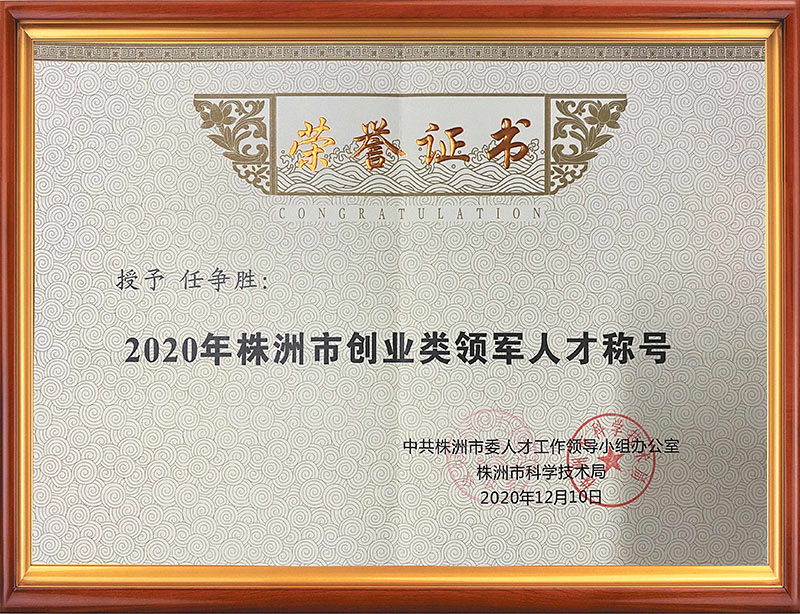 荣誉证书
CONGRATULATION
授予 任争胜：
2020年株洲市创业类领军人才称号
中共株洲市委人才工作领导小组办公室
株洲市科学技术局
2020年12月10日